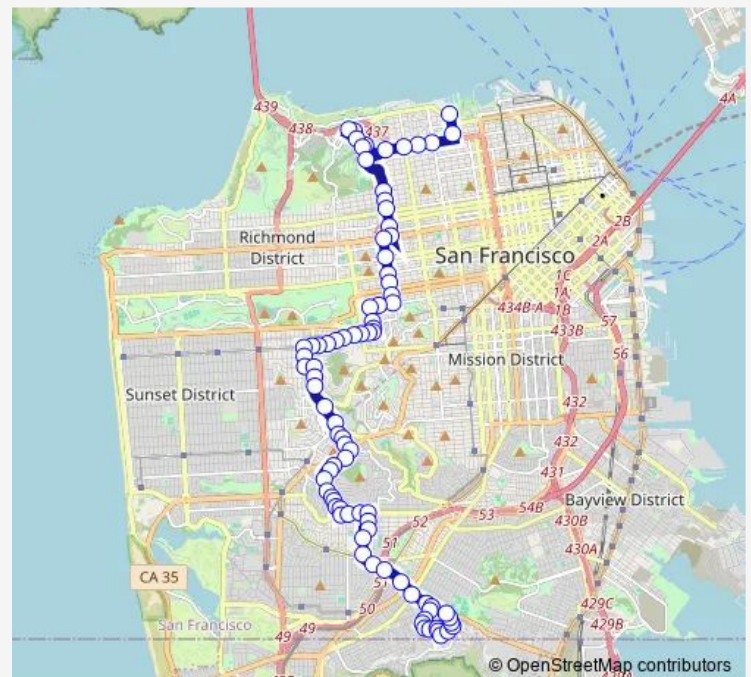 439
438
437
4A
Richmond
District
San Francisco
2B
2A
1C
1A
1B
434B-A
433B
57
56
Mission District
Sunset District
432
432
431
Bayview District
54B
53
52
51
430B
430A
CA 35
51
50
San Francisco
49
49
429C
429B
© OpenStreetMap contributors